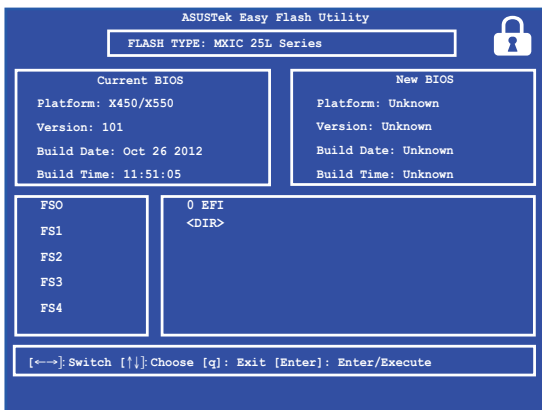 ASUSTek Easy Flash Utility
FLASH TYPE: MXIC 25L Series
Current BIOS
Platform: X450/X550
Version: 101
Build Date: Oct 26 2012
Build Time: 11:51:05
New BIOS
Platform: Unknown
Version: Unknown
Build Date: Unknown
Build Time: Unknown
FSO
FS1
FS2
FS3
FS4
0 EFI
<DIR>
[←→]: Switch [↑↓]: Choose [q]: Exit [Enter]: Enter/Execute